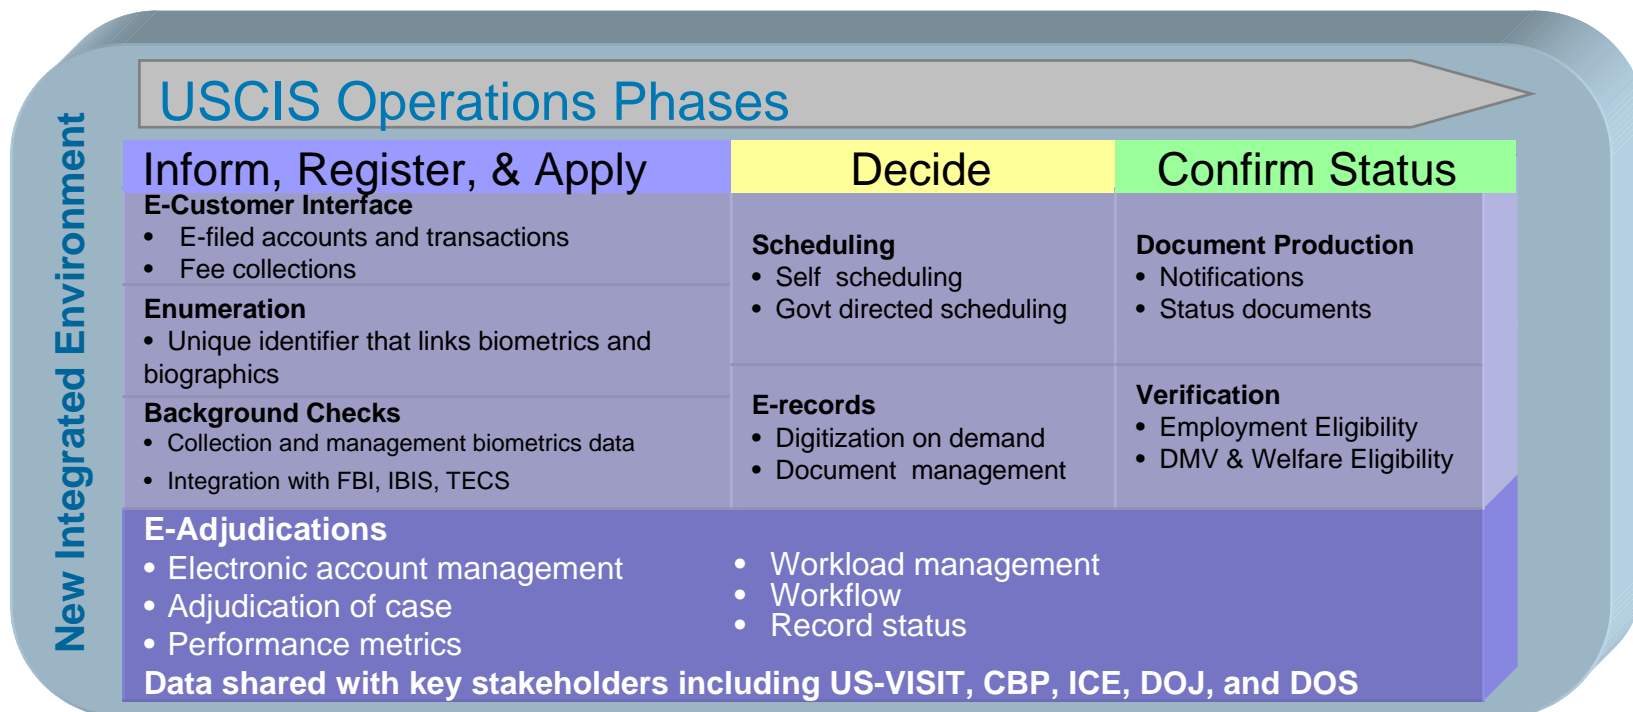 USCIS Operations Phases
New Integrated Environment
Inform, Register, & Apply
E-Customer Interface
• E-filed accounts and transactions
• Fee collections
Enumeration
• Unique identifier that links biometrics and
biographics
Background Checks
• Collection and management biometrics data
• Integration with FBI, IBIS, TECS
Decide
Scheduling
• Self scheduling
• Govt directed scheduling
E-records
• Digitization on demand
• Document management
Confirm Status
Document Production
• Notifications
• Status documents
Verification
• Employment Eligibility
• DMV & Welfare Eligibility
E-Adjudications
• Electronic account management
• Adjudication of case
• Performance metrics
• Workload management
• Workflow
• Record status
Data shared with key stakeholders including US-VISIT, CBP, ICE, DOJ, and DOS